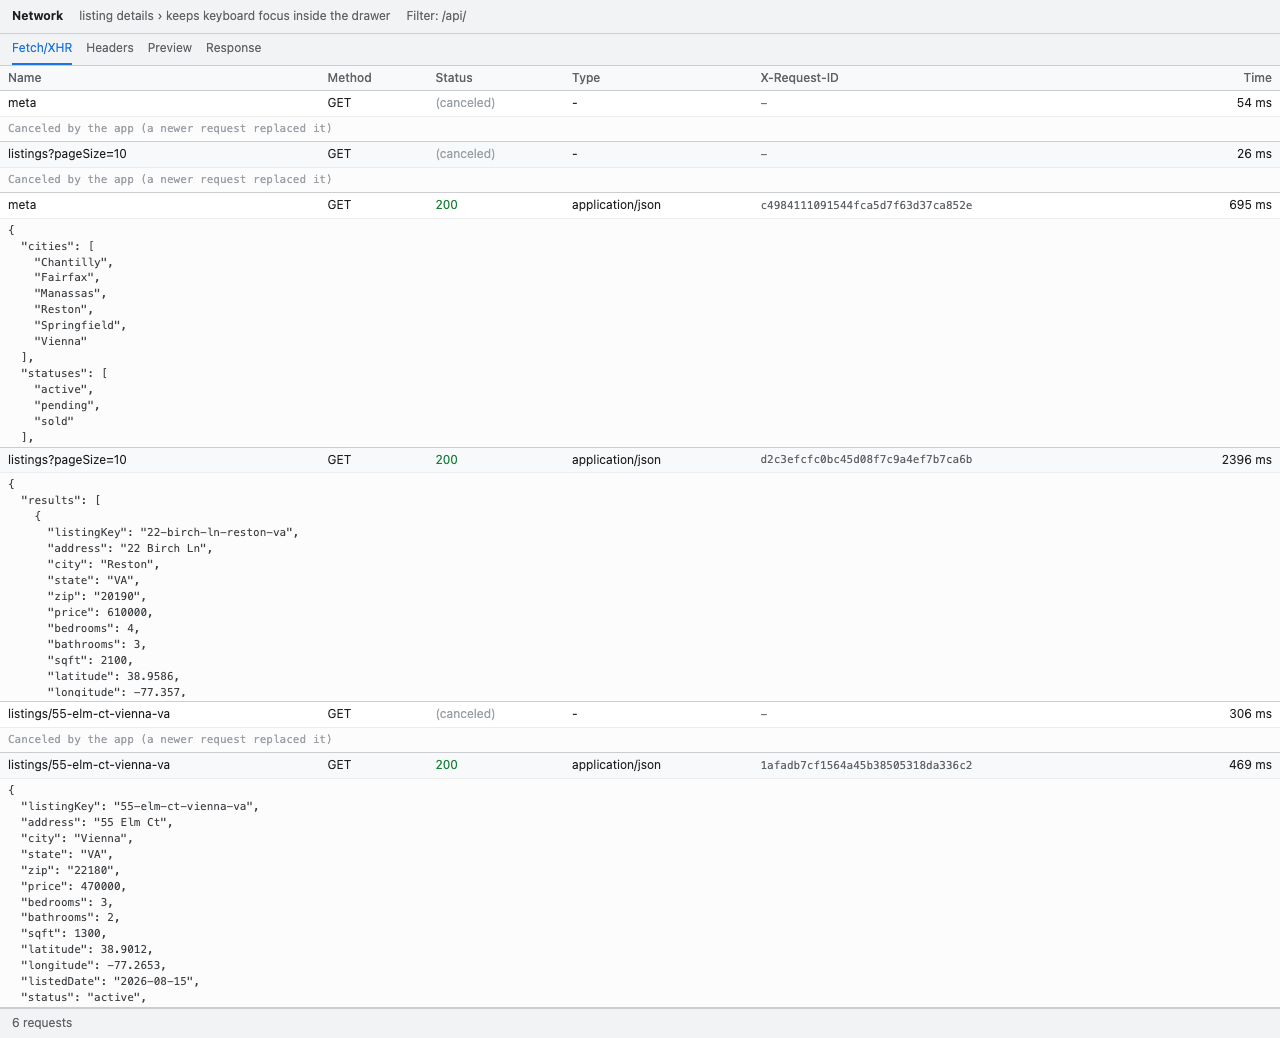 Network listing details › keeps keyboard focus inside the drawer Filter: /api/
Fetch/XHR Headers Preview Response
Name Method Status Type X-Request-ID Time
meta GET (canceled) - – 54 ms
Canceled by the app (a newer request replaced it)
listings?pageSize=10 GET (canceled) - – 26 ms
Canceled by the app (a newer request replaced it)
meta GET 200 application/json c4984111091544fca5d7f63d37ca852e 695 ms
{
  "cities": [
    "Chantilly",
    "Fairfax",
    "Manassas",
    "Reston",
    "Springfield",
    "Vienna"
  ],
  "statuses": [
    "active",
    "pending",
    "sold"
  ],
listings?pageSize=10 GET 200 application/json d2c3efcfc0bc45d08f7c9a4ef7b7ca6b 2396 ms
{
  "results": [
    {
      "listingKey": "22-birch-ln-reston-va",
      "address": "22 Birch Ln",
      "city": "Reston",
      "state": "VA",
      "zip": "20190",
      "price": 610000,
      "bedrooms": 4,
      "bathrooms": 3,
      "sqft": 2100,
      "latitude": 38.9586,
      "longitude": -77.357,
listings/55-elm-ct-vienna-va GET (canceled) - – 306 ms
Canceled by the app (a newer request replaced it)
listings/55-elm-ct-vienna-va GET 200 application/json 1afadb7cf1564a45b38505318da336c2 469 ms
{
  "listingKey": "55-elm-ct-vienna-va",
  "address": "55 Elm Ct",
  "city": "Vienna",
  "state": "VA",
  "zip": "22180",
  "price": 470000,
  "bedrooms": 3,
  "bathrooms": 2,
  "sqft": 1300,
  "latitude": 38.9012,
  "longitude": -77.2653,
  "listedDate": "2026-08-15",
  "status": "active",
6 requests